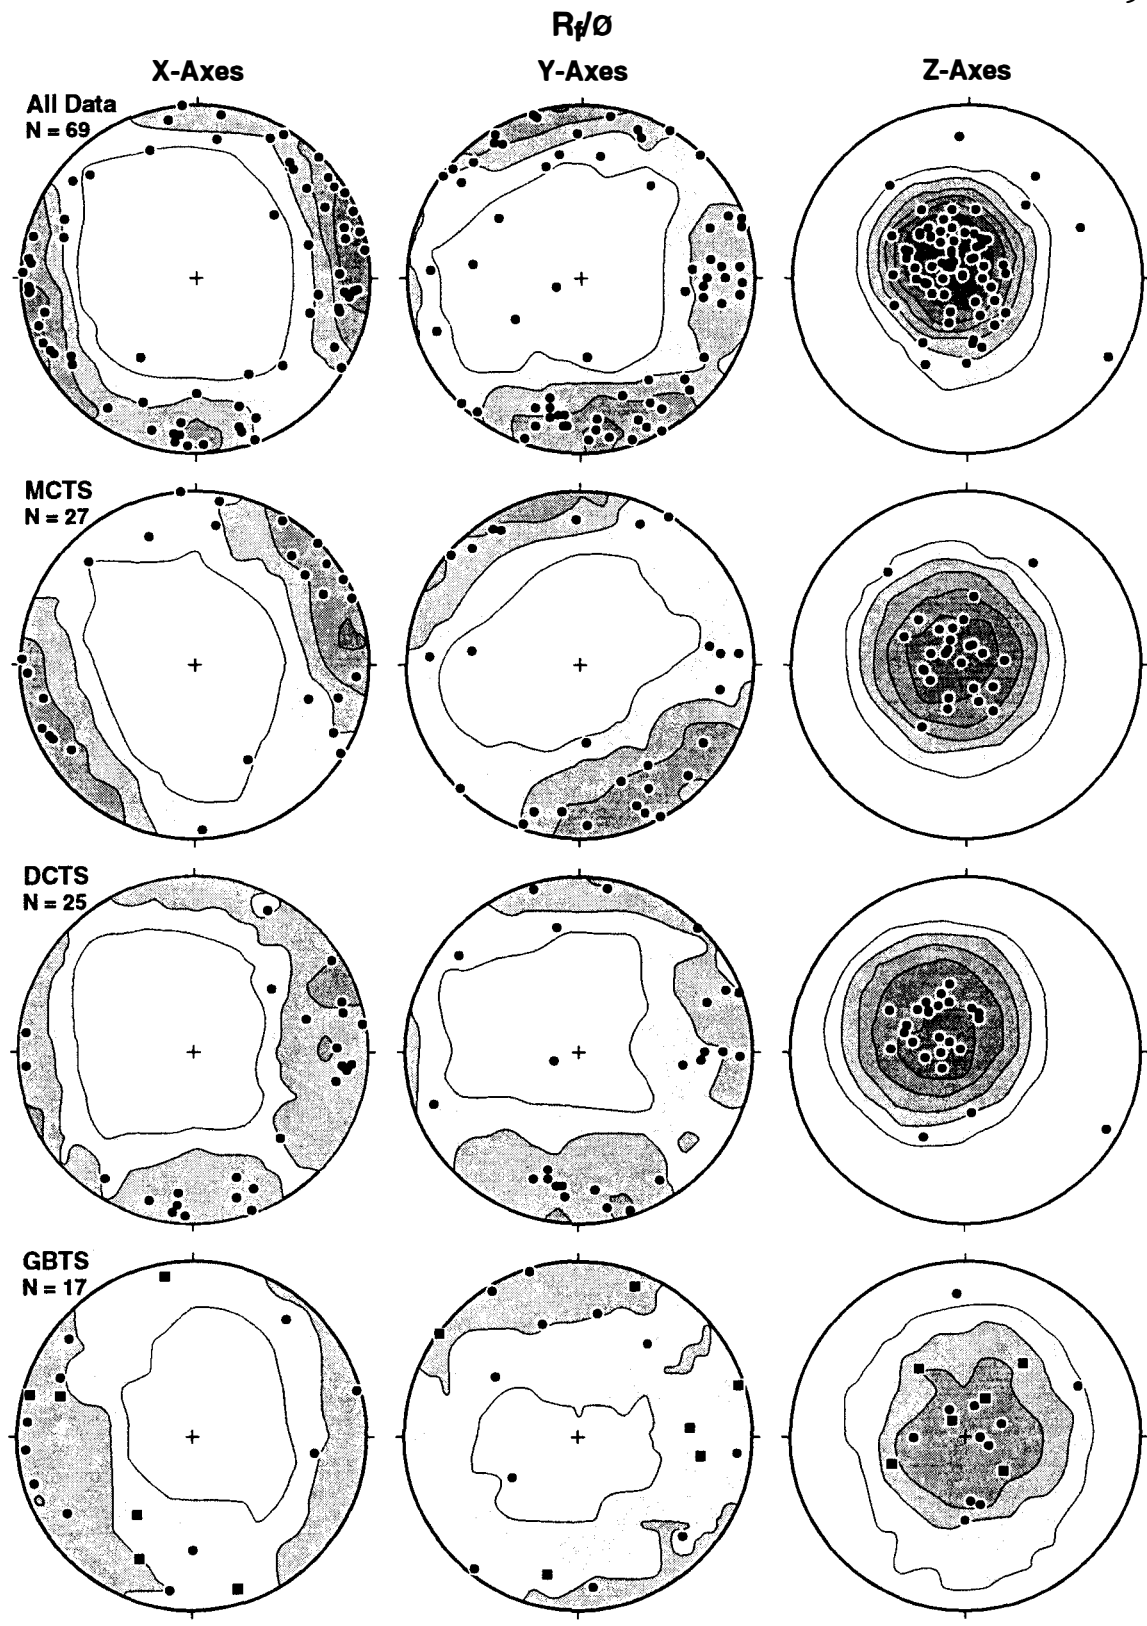 Rf/Ø
X-Axes
Y-Axes
Z-Axes
All Data
N = 69
MCTS
N = 27
DCTS
N = 25
GBTS
N = 17